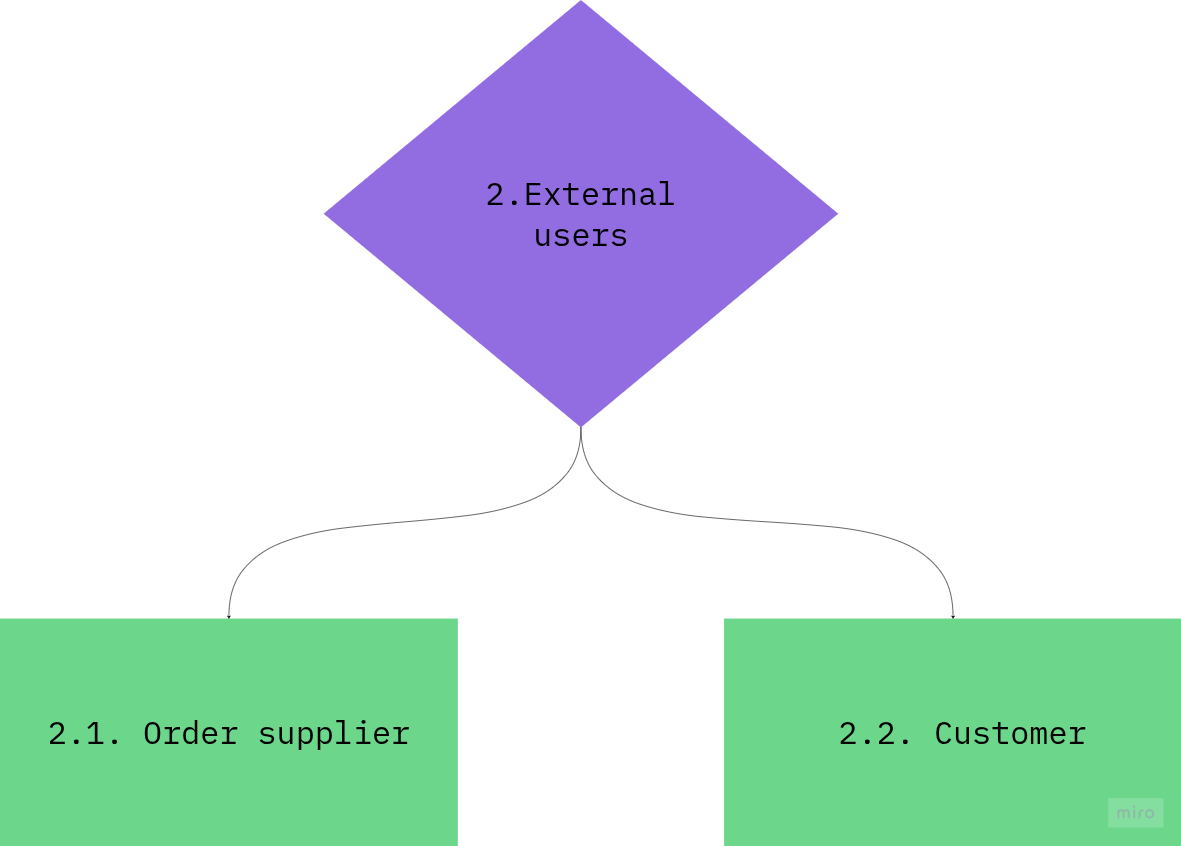 2.External
users
2.1. Order supplier
2.2. Customer
miro